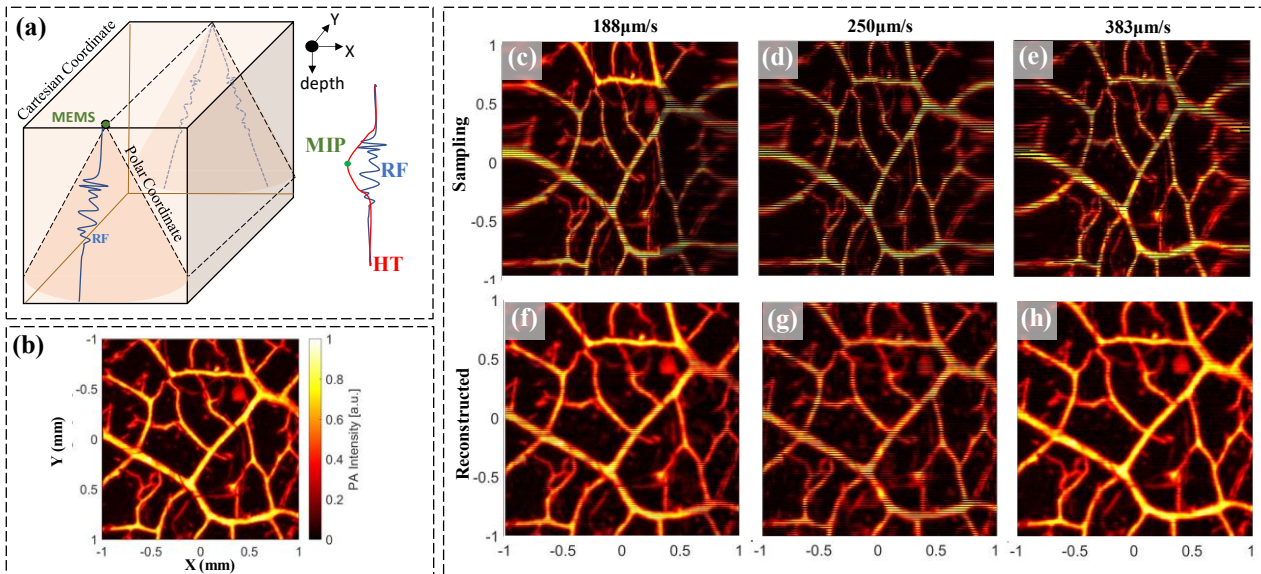 (a)
Cartesian Coordinate
Y
X
depth
MEMS
Polar Coordinate
RF
MIP
RF
HT
(b)
-1
-0.5
0
0.5
1
Y (mm)
-1
-0.5
0
0.5
1
X (mm)
1
0.8
0.6
0.4
0.2
0
PA Intensity [a.u.]
188µm/s
250µm/s
383µm/s
Sampling
1
0.5
0
-0.5
-1
(c)
(d)
(e)
Reconstructed
1
0.5
0
-0.5
-1
(f)
(g)
(h)
-1
-0.5
0
0.5
1
-1
-0.5
0
0.5
1
-1
-0.5
0
0.5
1